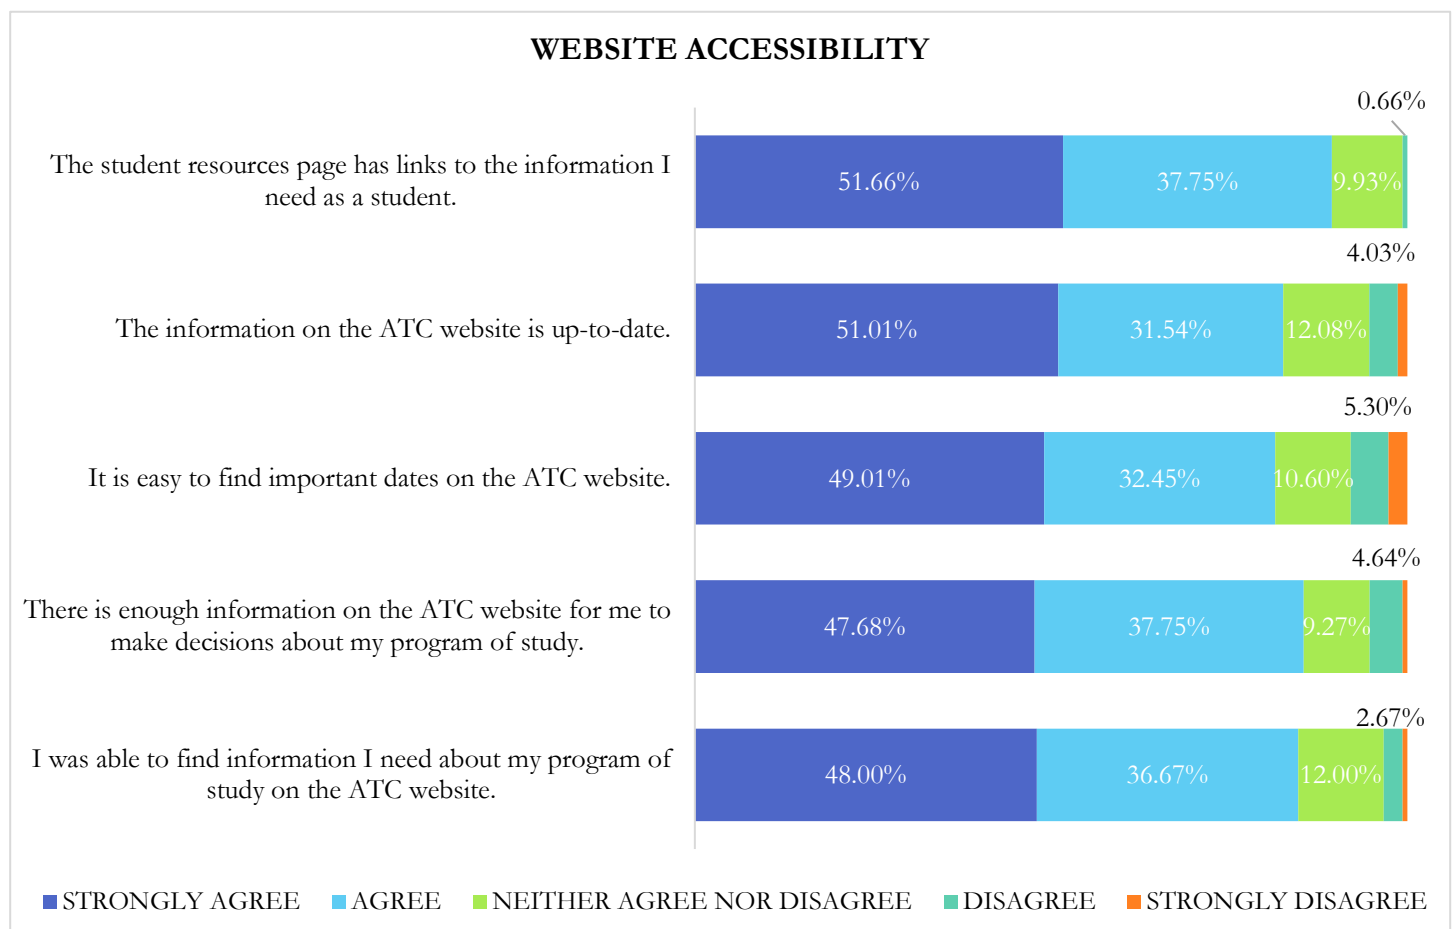 WEBSITE ACCESSIBILITY
0.66%
The student resources page has links to the information I
need as a student.
51.66%
37.75%
9.93%
4.03%
The information on the ATC website is up-to-date.
51.01%
31.54%
12.08%
5.30%
It is easy to find important dates on the ATC website.
49.01%
32.45%
10.60%
4.64%
There is enough information on the ATC website for me to
make decisions about my program of study.
47.68%
37.75%
9.27%
2.67%
I was able to find information I need about my program of
study on the ATC website.
48.00%
36.67%
12.00%
STRONGLY AGREE
AGREE
NEITHER AGREE NOR DISAGREE
DISAGREE
STRONGLY DISAGREE